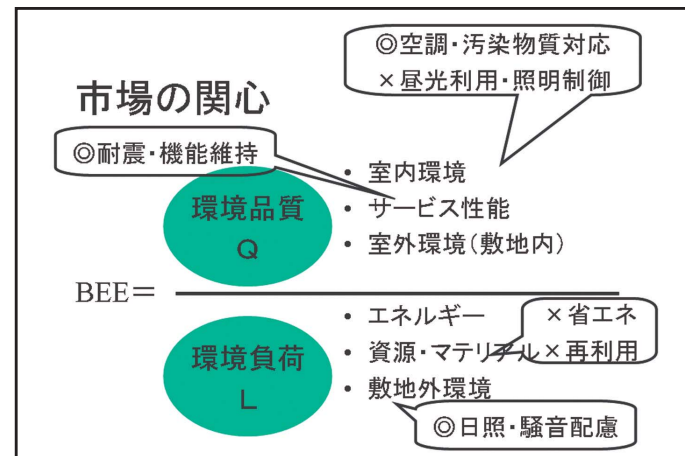 ◎空調・汚染物質対応
×昼光利用・照明制御
市場の関心
◎耐震・機能維持
・ 室内環境
環境品質
Q
・ サービス性能
・ 室外環境(敷地内)
BEE=
・ エネルギー
×省エネ
環境負荷
L
・ 資源・マテリアル
×再利用
・ 敷地外環境
◎日照・騒音配慮